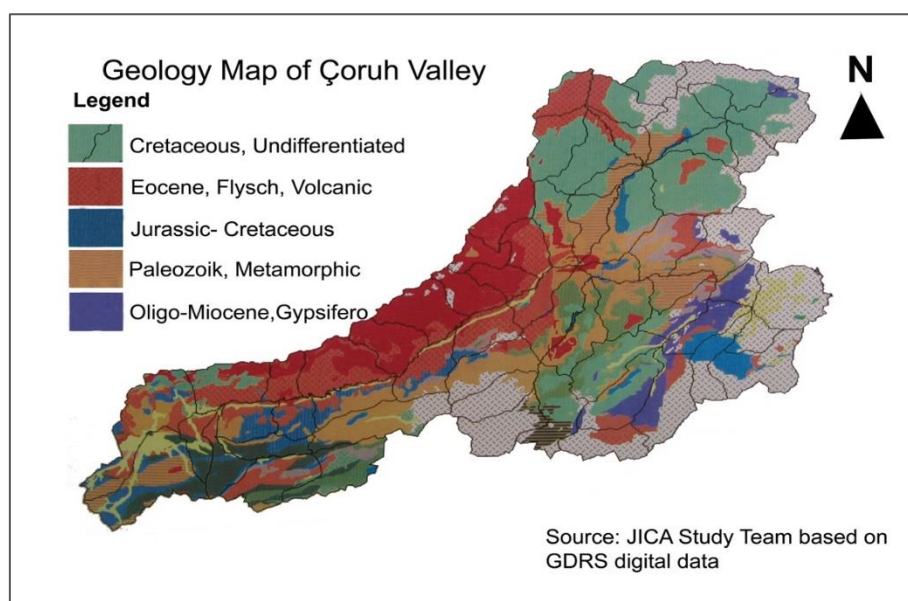 Geology Map of Çoruh Valley
N
Legend
Cretaceous, Undifferentiated
Eocene, Flysch, Volcanic
Jurassic- Cretaceous
Paleozoik, Metamorphic
Oligo-Miocene,Gypsifero
Source: JICA Study Team based on
GDRS digital data